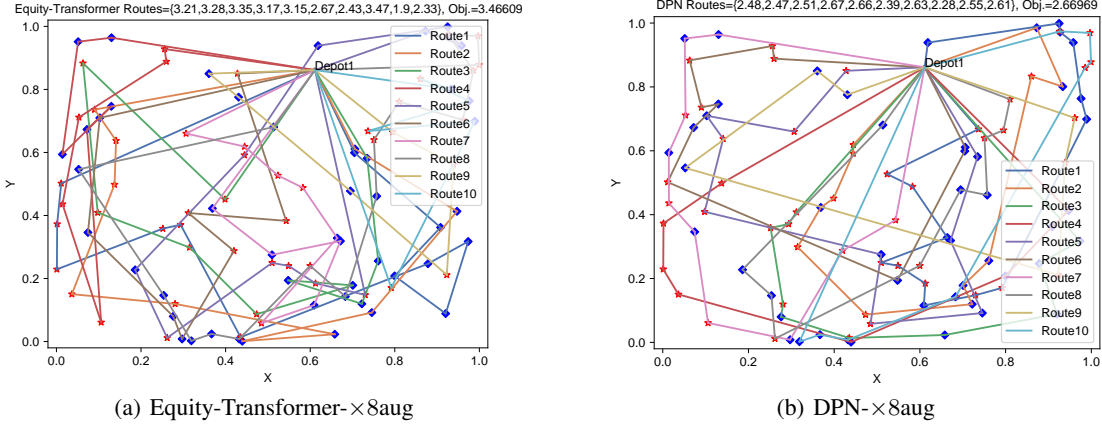 Equity-Transformer Routes={3.21,3.28,3.35,3.17,3.15,2.67,2.43,3.47,1.9,2.33}, Obj.=3.46609
1.0
0.8
0.6
0.4
0.2
0.0
Y
0.0 0.2 0.4 0.6 0.8 1.0
X
Depot1
Route1
Route2
Route3
Route4
Route5
Route6
Route7
Route8
Route9
Route10
(a) Equity-Transformer-×8aug
DPN Routes={2.48,2.47,2.51,2.67,2.66,2.39,2.63,2.28,2.55,2.61}, Obj.=2.66969
1.0
0.8
0.6
0.4
0.2
0.0
Y
0.0 0.2 0.4 0.6 0.8 1.0
X
Depot1
Route1
Route2
Route3
Route4
Route5
Route6
Route7
Route8
Route9
Route10
(b) DPN-×8aug